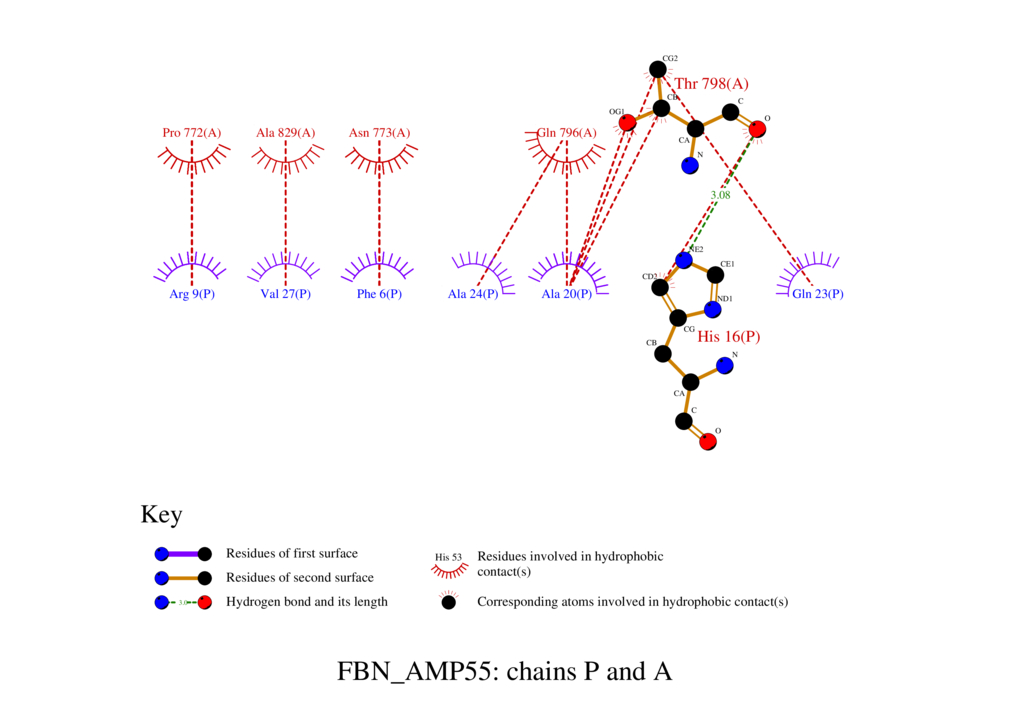 CG2
Thr 798(A)
CB
C
OG1
O
Pro 772(A) Ala 829(A) Asn 773(A) Gln 796(A)
CA
N
3.08
NE2
CE1
CD2
Arg 9(P) Val 27(P) Phe 6(P) Ala 24(P) Ala 20(P) Gln 23(P)
ND1
CG
His 16(P)
CB
N
CA
C
O
Key
Residues of first surface
His 53
Residues involved in hydrophobic
contact(s)
Residues of second surface
Hydrogen bond and its length
Corresponding atoms involved in hydrophobic contact(s)
FBN_AMP55: chains P and A